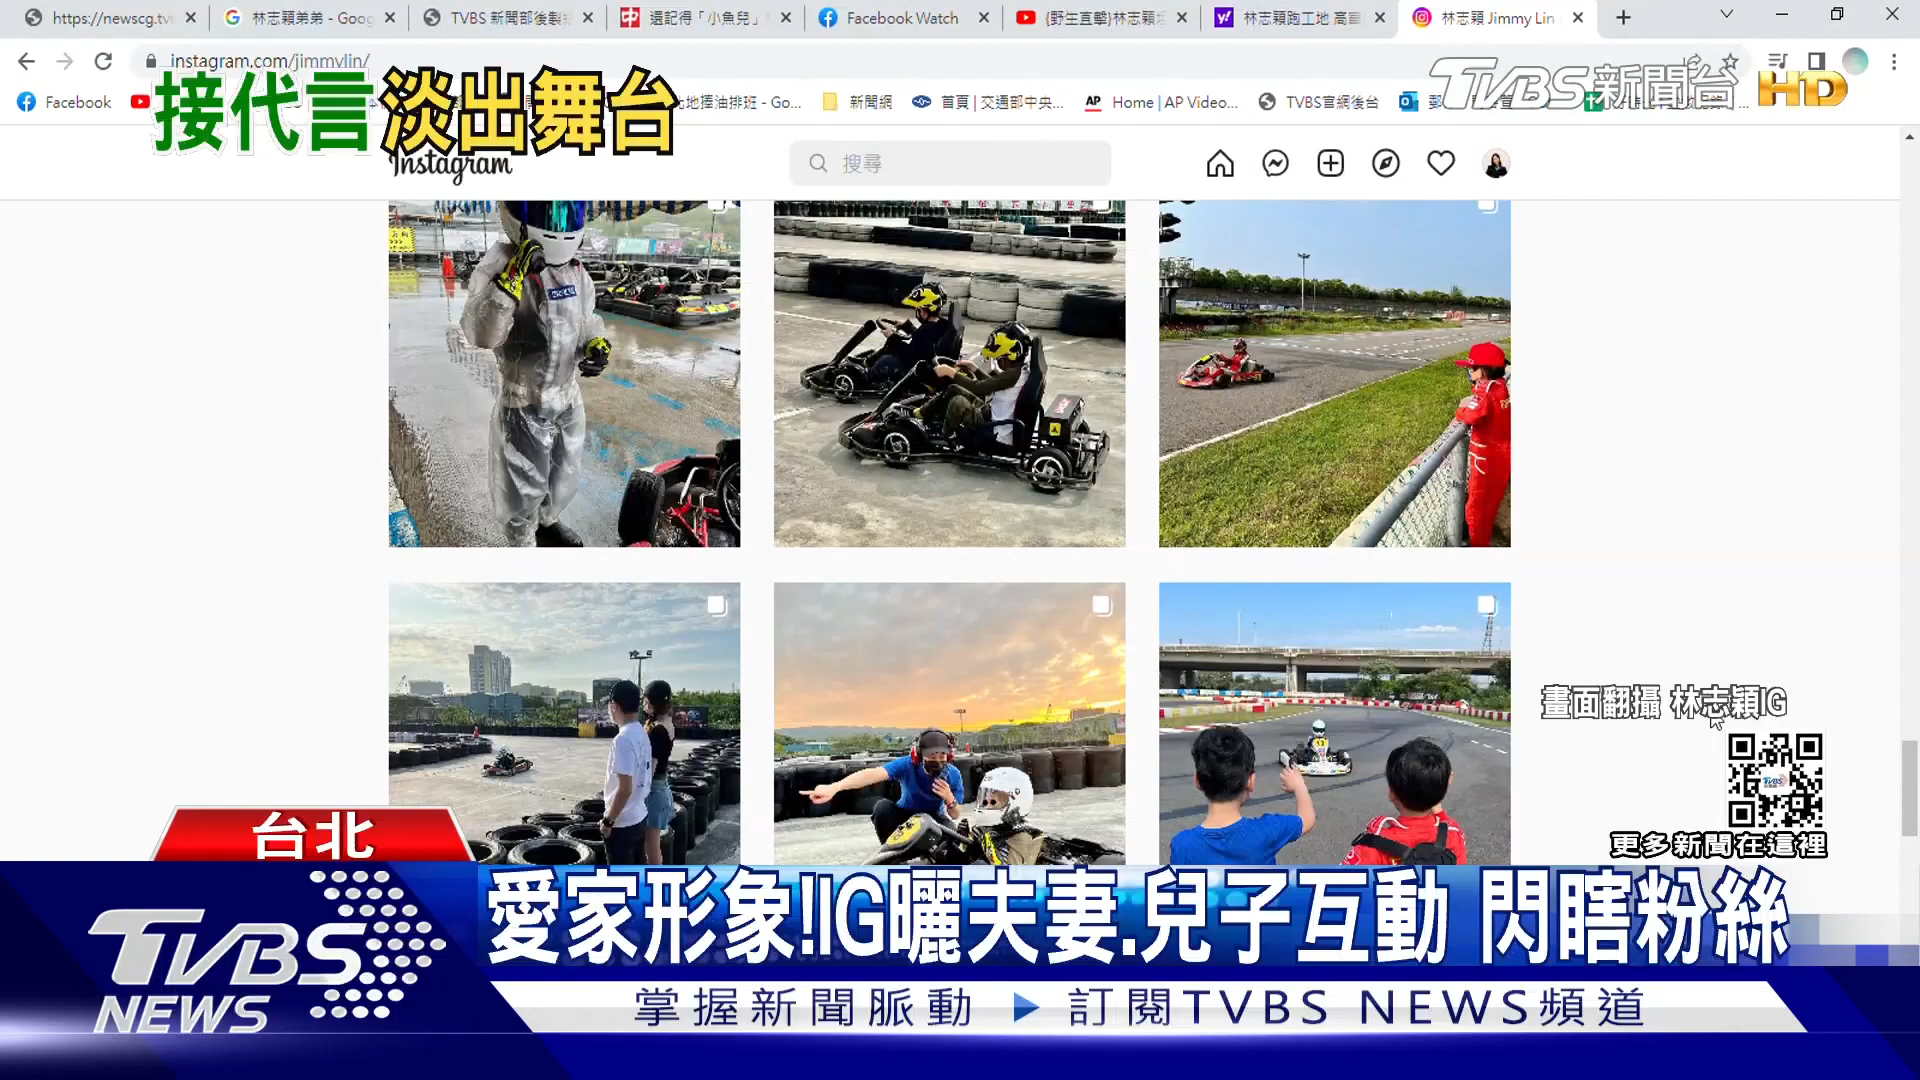 https://newscg.tv
林志穎弟弟 - Goog
TVBS 新聞部後製
還記得「小魚兒」
Facebook Watch
{野生直擊}林志穎
林志穎跑工地 高
林志穎 Jimmy Lin
instagram.com/jimmylin/
Facebook
新聞網
首頁 | 交通部中央...
AP
Home | AP Video...
TVBS官網後台
TVBS新聞台
HD
接代言 淡出舞台
Instagram
搜尋
畫面翻攝 林志穎IG
更多新聞在這裡
台北
愛家形象!IG曬夫妻.兒子互動 閃瞎粉絲
TVBS
NEWS
掌握新聞脈動 ▶ 訂閱TVBS NEWS頻道